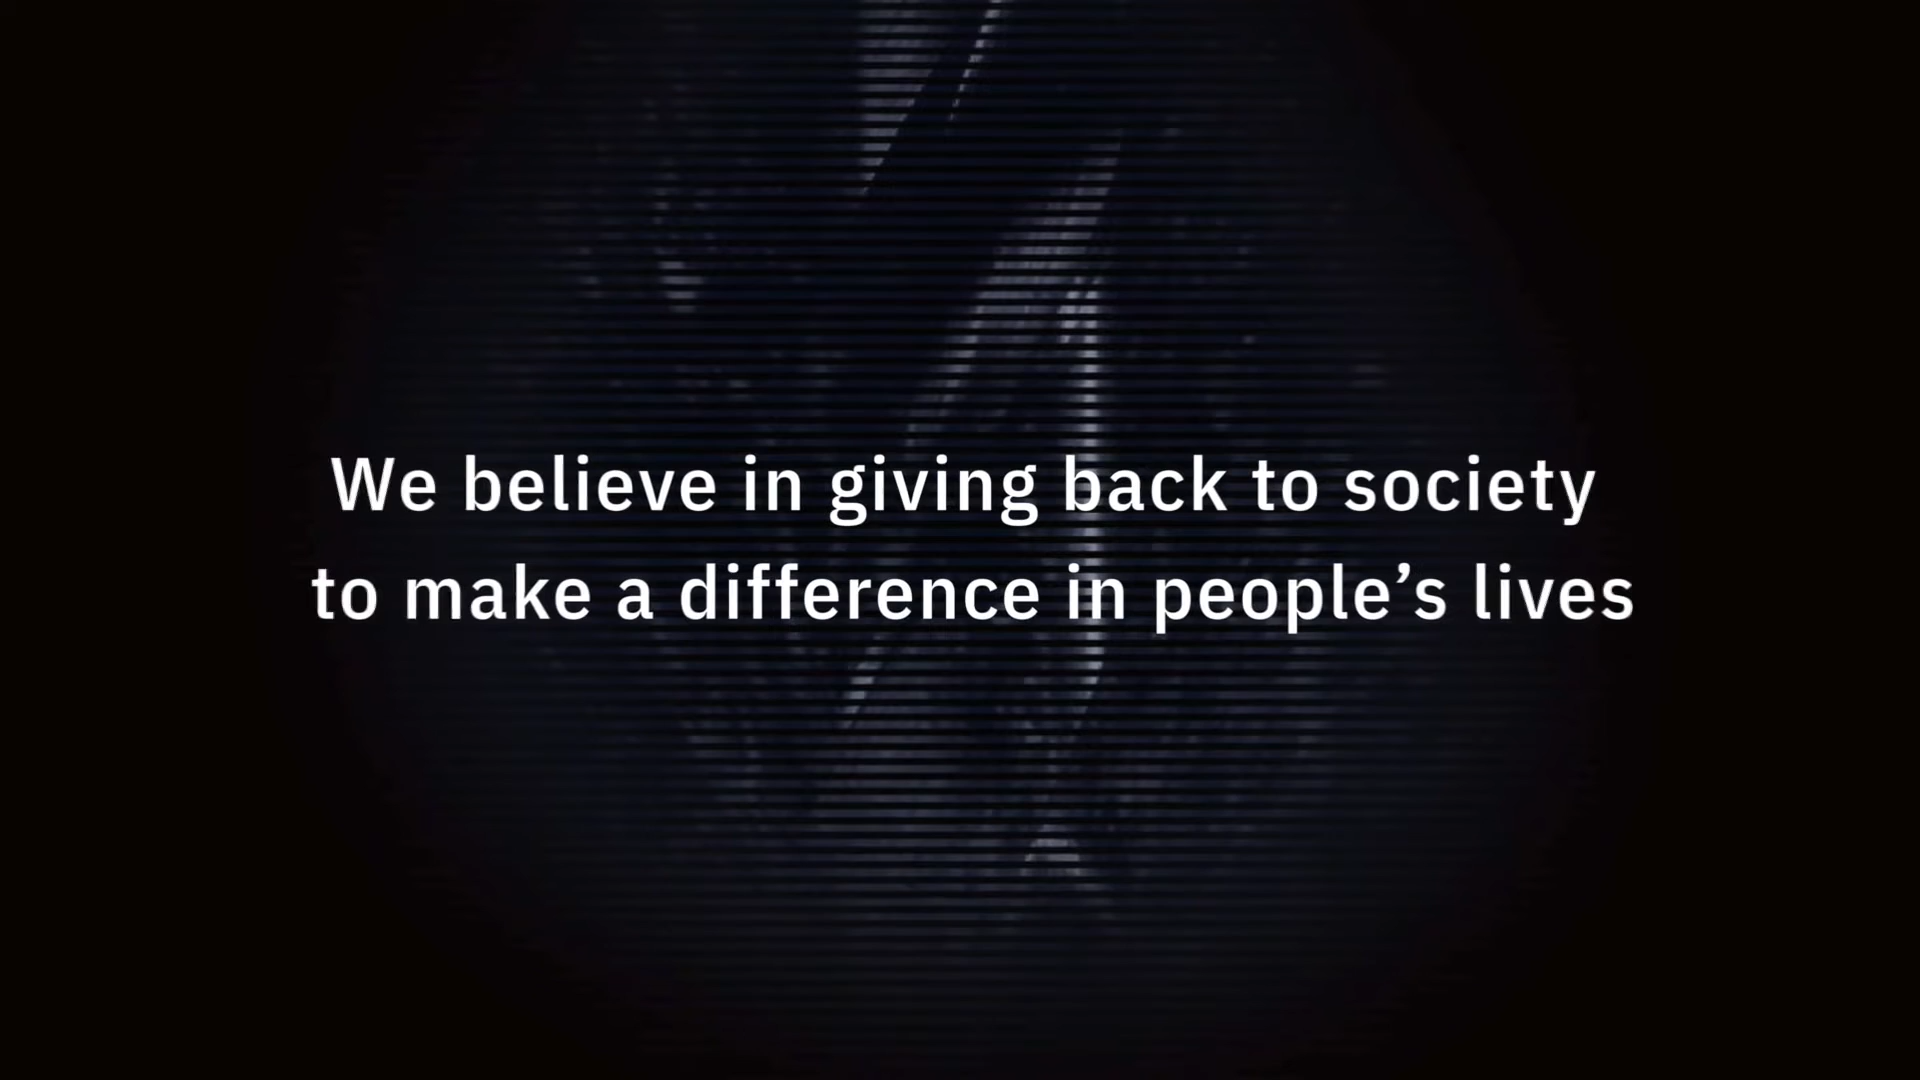 We believe in giving back to society
to make a difference in people’s lives